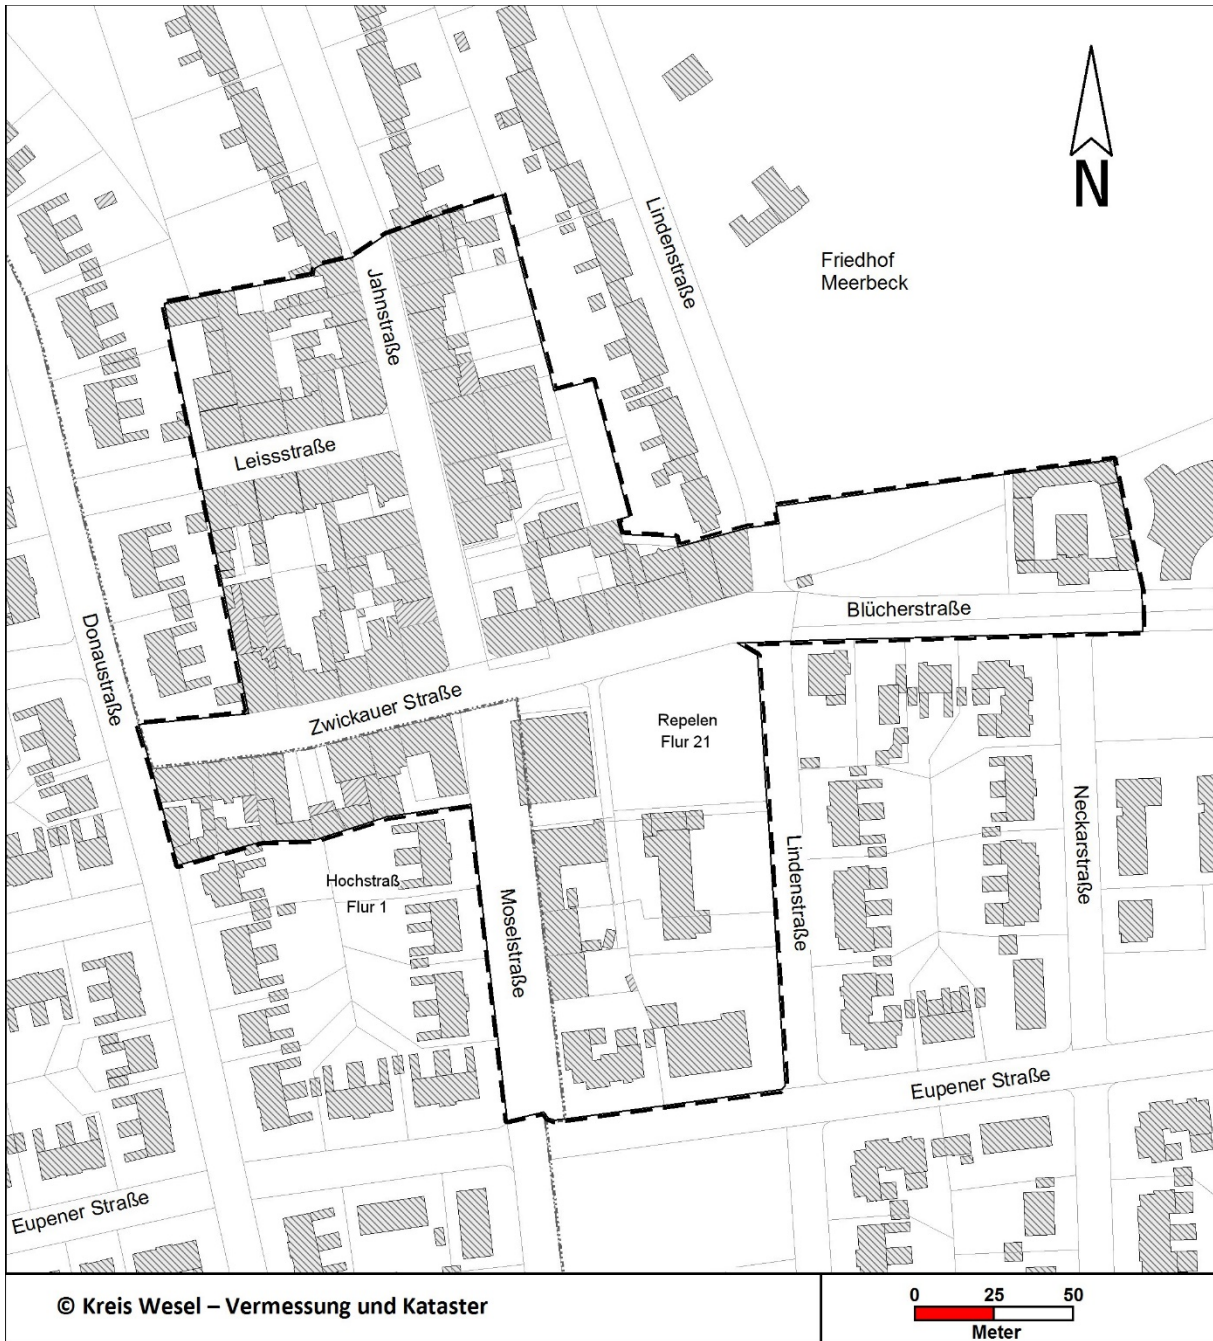 N
Lindenstraße
Friedhof
Meerbeck
Jahnstraße
Leissstraße
Donaustraße
Blücherstraße
Zwickauer Straße
Repelen
Flur 21
Neckarstraße
Lindenstraße
Hochstraß
Flur 1
Moselstraße
Eupener Straße
Eupener Straße
© Kreis Wesel – Vermessung und Kataster
0 25 50
Meter